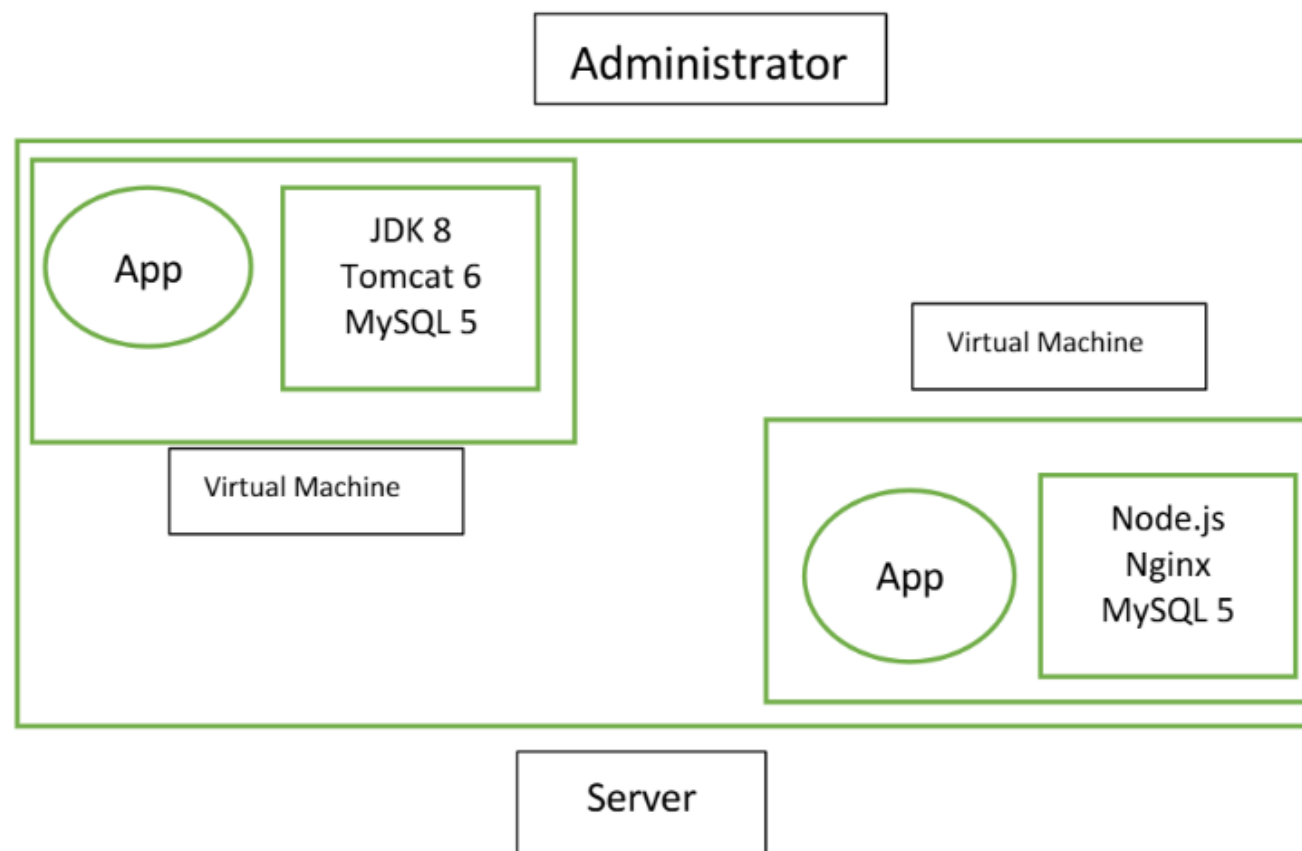 Administrator
App
JDK 8
Tomcat 6
MySQL 5
Virtual Machine
Virtual Machine
App
Node.js
Nginx
MySQL 5
Server